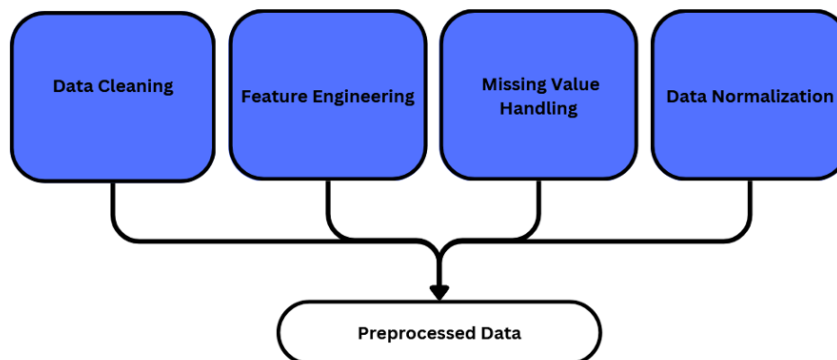 Data Cleaning
Feature Engineering
Missing Value
Handling
Data Normalization
Preprocessed Data